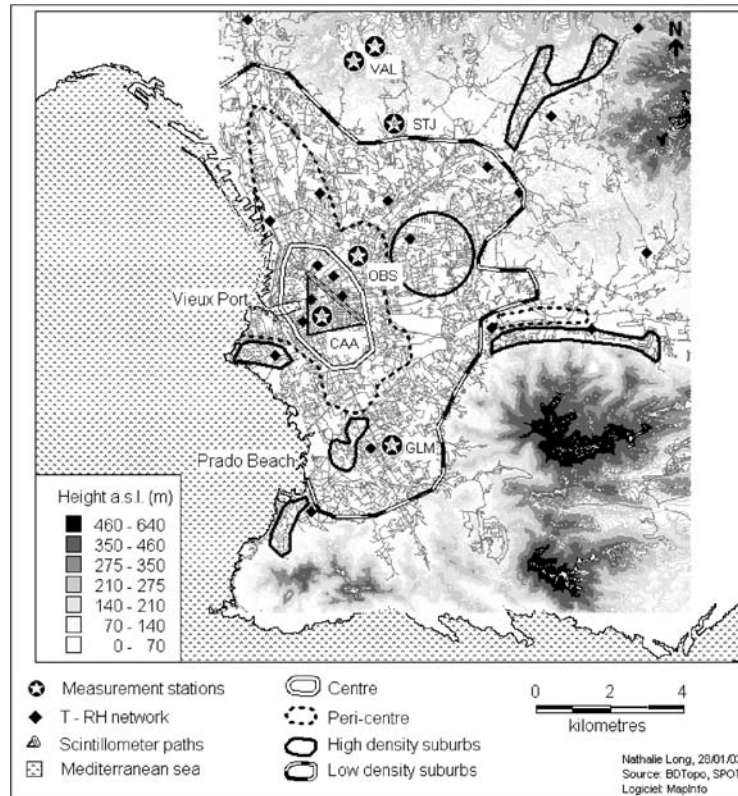 N
VAL
STJ
OBS
Vieux Port
CAA
Prado Beach
GLM
Height a.s.l. (m)
460 - 640
350 - 460
275 - 350
210 - 275
140 - 210
70 - 140
0 - 70
Measurement stations
T - RH network
Scintillometer paths
Mediterranean sea
Centre
Peri-centre
High density suburbs
Low density suburbs
0 2 4
kilometres
Nathalie Long, 28/01/03
Source: BDTopo, SPOT
Logiciel: MapInfo